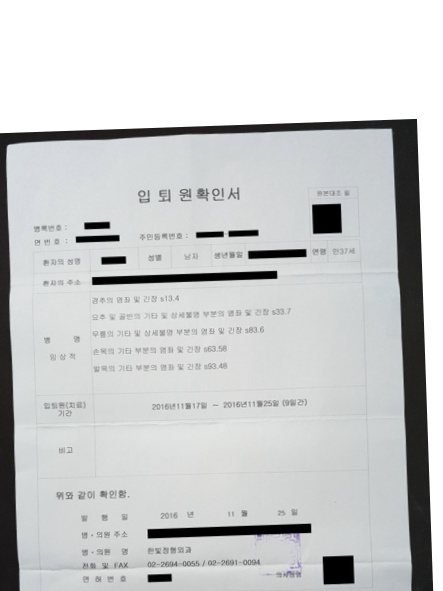 입 퇴 원확인서
원본대조 필
병록번호 :
연 번 호 :
주민등록번호 : -
환자의 성명 성별 남자 생년월일 연령 만37세
환자의 주소
경추의 염좌 및 긴장 s13.4
요추 및 골반의 기타 및 상세불명 부분의 염좌 및 긴장 s33.7
무릎의 기타 및 상세불명 부분의 염좌 및 긴장 s83.6
병 명
손목의 기타 부분의 염좌 및 긴장 s63.58
임상적
발목의 기타 부분의 염좌 및 긴장 s93.48
입퇴원(치료)
기간
2016년11월17일 ~ 2016년11월25일 (9일간)
비고
위와 같이 확인함.
발 행 일 2016 년 11 월 25 일
병·의원 주소
병·의원 명 한빛정형외과
전화 및 FAX 02-2694-0055 / 02-2691-0094
면 허 번 호 의사성명